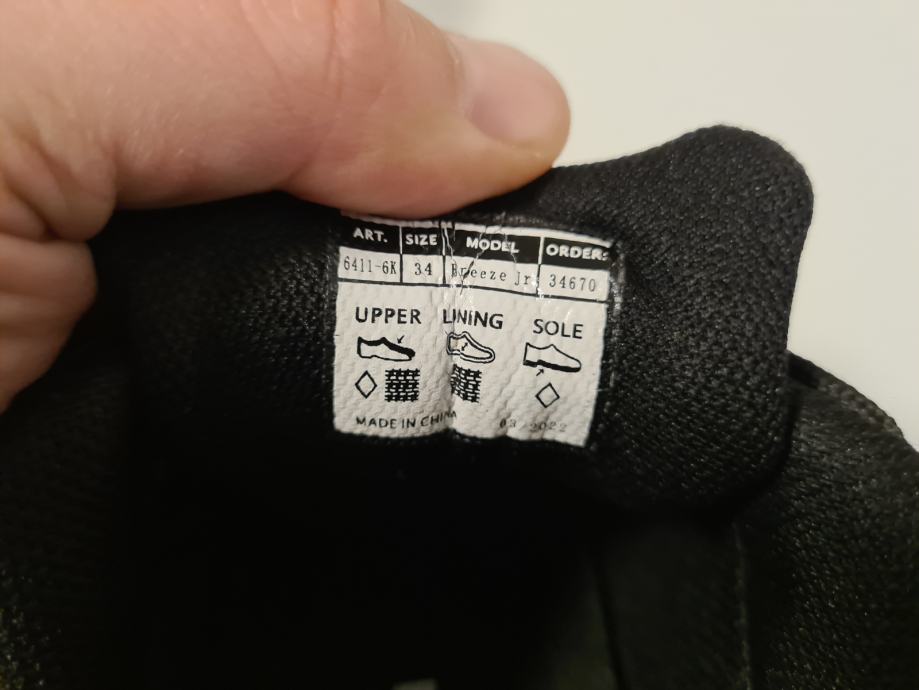 ART. SIZE MODEL ORDER:
6411-6K 34 Breeze Jr 34670
UPPER LINING SOLE
MADE IN CHINA 03/2022